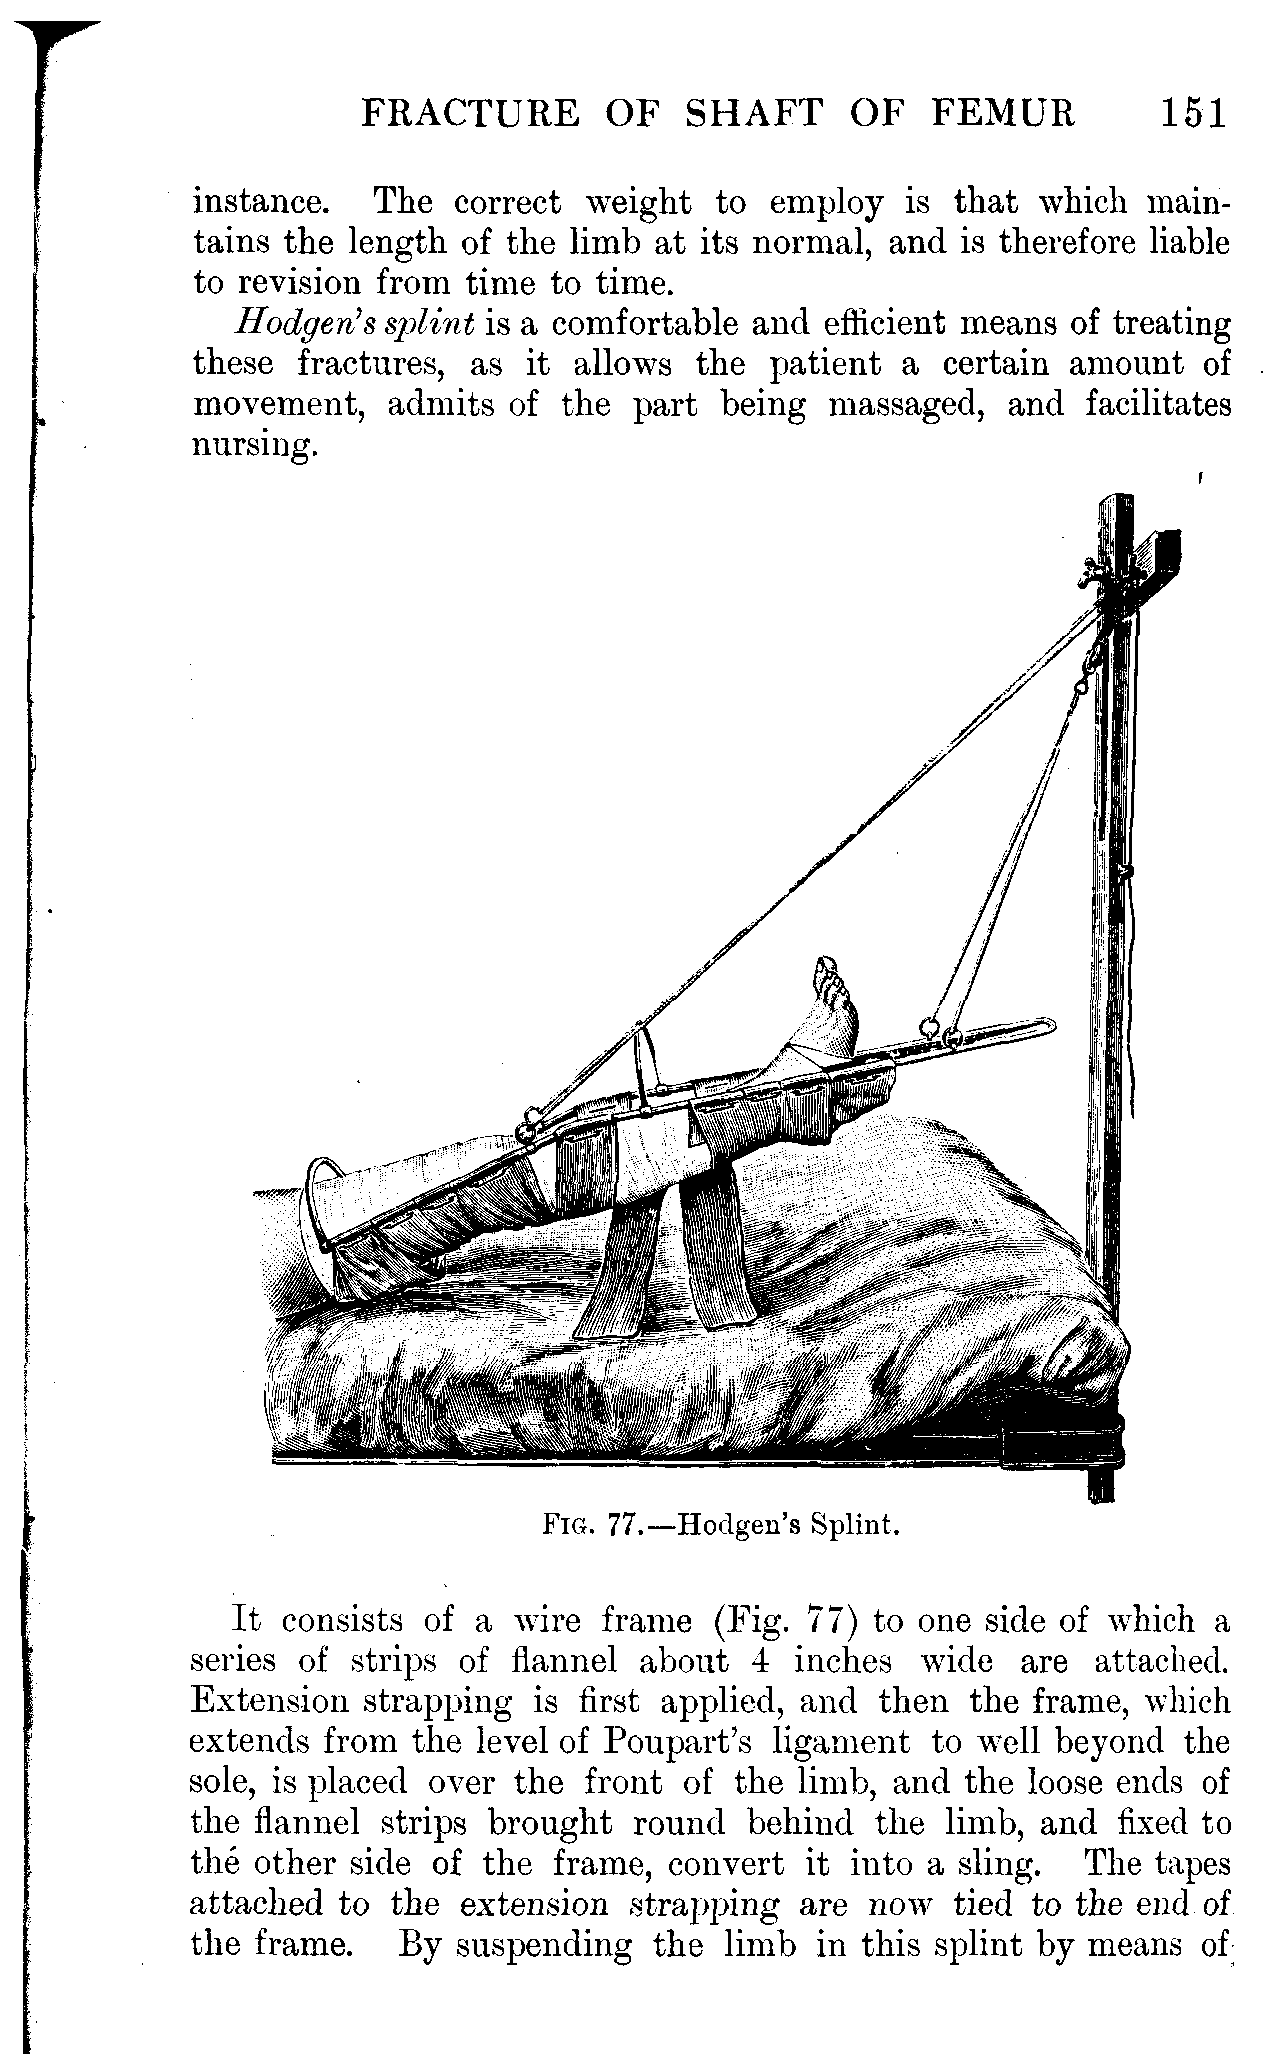 FRACTURE OF SHAFT OF FEMUR 151
instance. The correct weight to employ is that which main-
tains the length of the limb at its normal, and is therefore liable
to revision from time to time.
Hodgen's splint is a comfortable and efficient means of treating
these fractures, as it allows the patient a certain amount of
movement, admits of the part being massaged, and facilitates
nursing.
FIG. 77.—Hodgen's Splint.
It consists of a wire frame (Fig. 77) to one side of which a
series of strips of flannel about 4 inches wide are attached.
Extension strapping is first applied, and then the frame, which
extends from the level of Poupart's ligament to well beyond the
sole, is placed over the front of the limb, and the loose ends of
the flannel strips brought round behind the limb, and fixed to
the other side of the frame, convert it into a sling. The tapes
attached to the extension strapping are now tied to the end of
the frame. By suspending the limb in this splint by means of